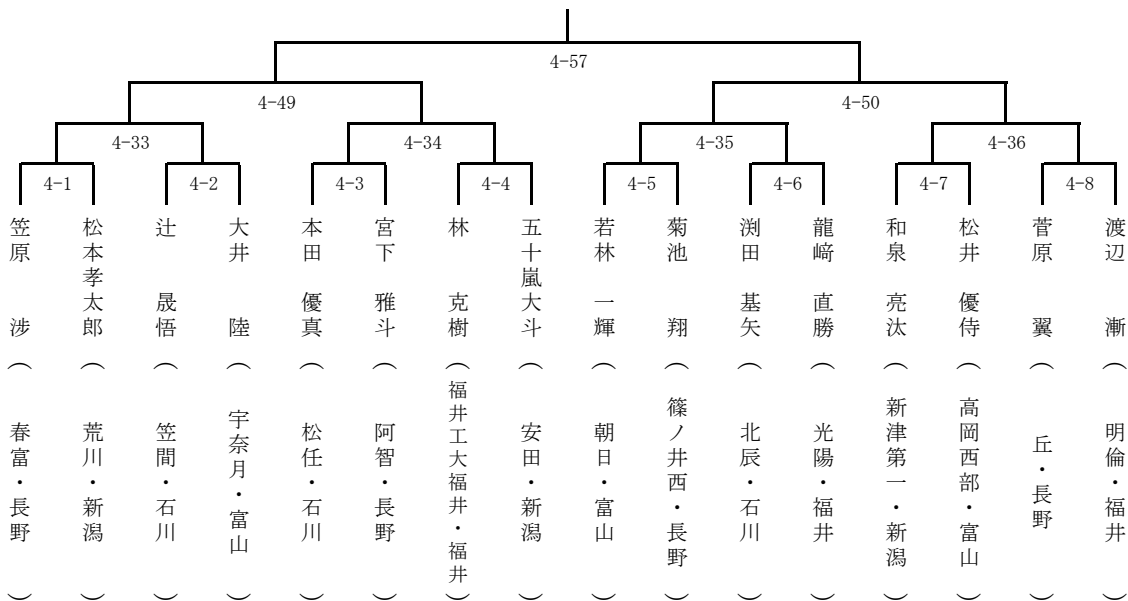 4-57
4-49
4-50
4-33
4-34
4-35
4-36
4-1
4-2
4-3
4-4
4-5
4-6
4-7
4-8
笠原 渉（春富・長野）
松本孝太郎（荒川・新潟）
辻 晟悟（笠間・石川）
大井 陸（宇奈月・富山）
本田 優真（松任・石川）
宮下 雅斗（阿智・長野）
林 克樹（福井工大福井・福井）
五十嵐大斗（安田・新潟）
若林 一輝（朝日・富山）
菊池 翔（篠ノ井西・長野）
渕田 基矢（北辰・石川）
龍﨑 直勝（光陽・福井）
和泉 亮汰（新津第一・新潟）
松井 優侍（高岡西部・富山）
菅原 翼（丘・長野）
渡辺 漸（明倫・福井）